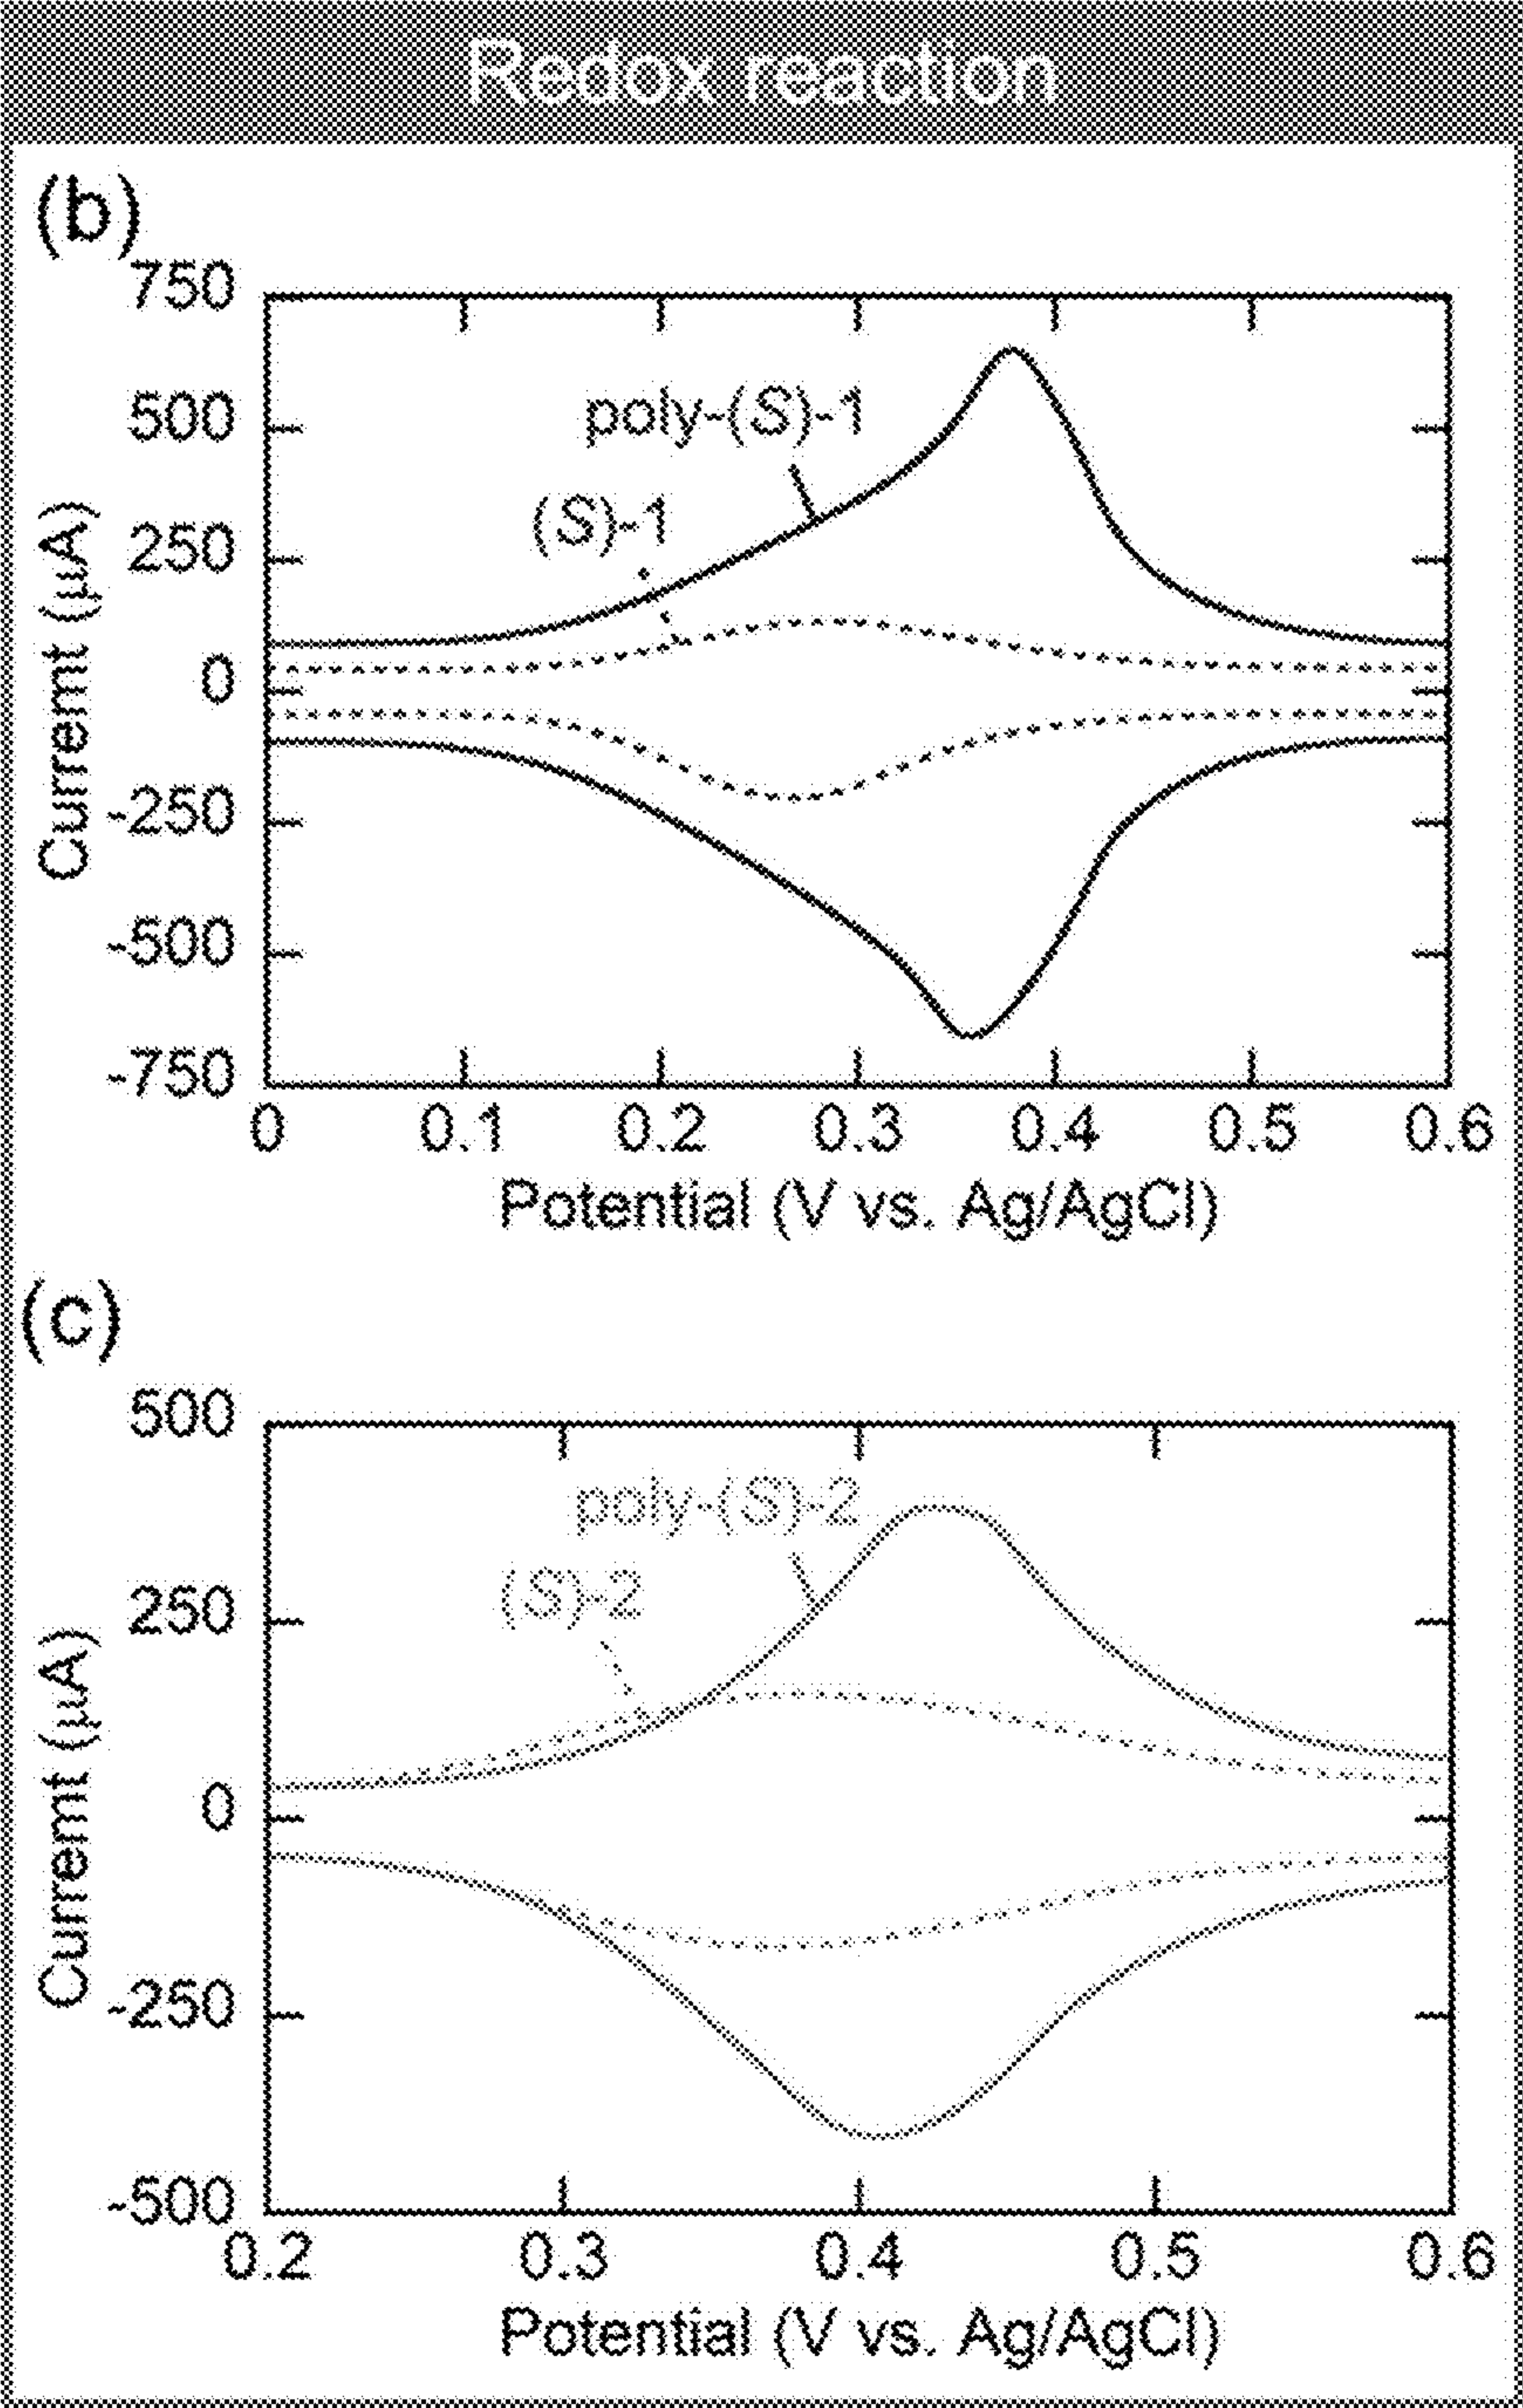 Redox reaction
(b)
750
500
250
0
-250
-500
-750
poly-(S)-1
(S)-1
Curremt (μA)
0 0.1 0.2 0.3 0.4 0.5 0.6
Potential (V vs. Ag/AgCl)
(c)
500
250
0
-250
-500
poly-(S)-2
(S)-2
Curremt (μA)
0.2 0.3 0.4 0.5 0.6
Potential (V vs. Ag/AgCl)